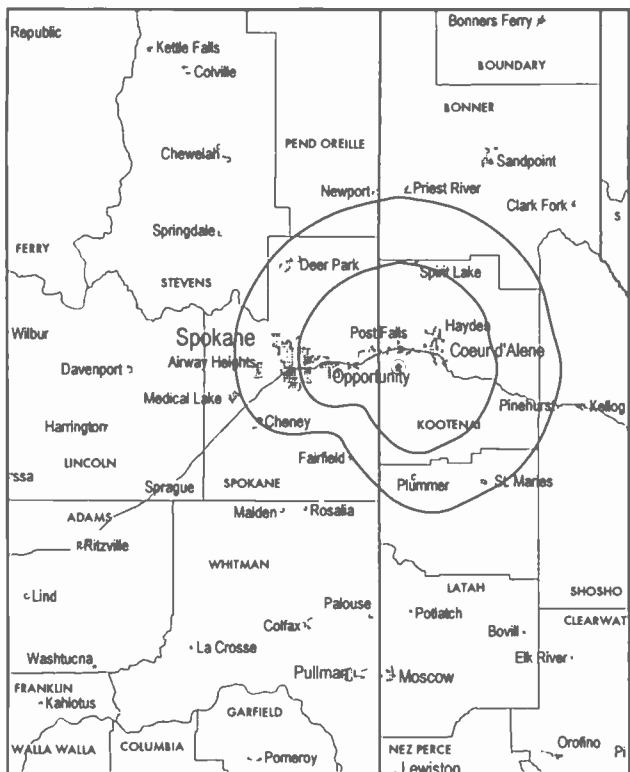 Republic
Bonners Ferry
Kettle Falls
Colville
BOUNDARY
BONNER
Chewelah
PEND OREILLE
Sandpoint
Newport
Priest River
Clark Fork
S
Springdale
FERRY
STEVENS
Deer Park
Spirit Lake
Wilbur
Spokane
Post Falls
Hayden
Coeur d'Alene
Davenport
Airway Heights
Opportunity
Medical Lake
Pinehurst
Kellog
Harrington
Cheney
KOOTENAI
LINCOLN
Fairfield
ssa
Sprague
SPOKANE
Plummer
St. Maries
ADAMS
Malden
Rosalia
Ritzville
WHITMAN
LATAH
SHOSHO
Lind
Palouse
Potlatch
CLEARWAT
Colfax
Bovill
La Crosse
Elk River
Washtucna
Pullman
Moscow
FRANKLIN
Kahlotus
GARFIELD
WALLA WALLA
COLUMBIA
Pomeroy
NEZ PERCE
Orofino
Pi
Lewiston